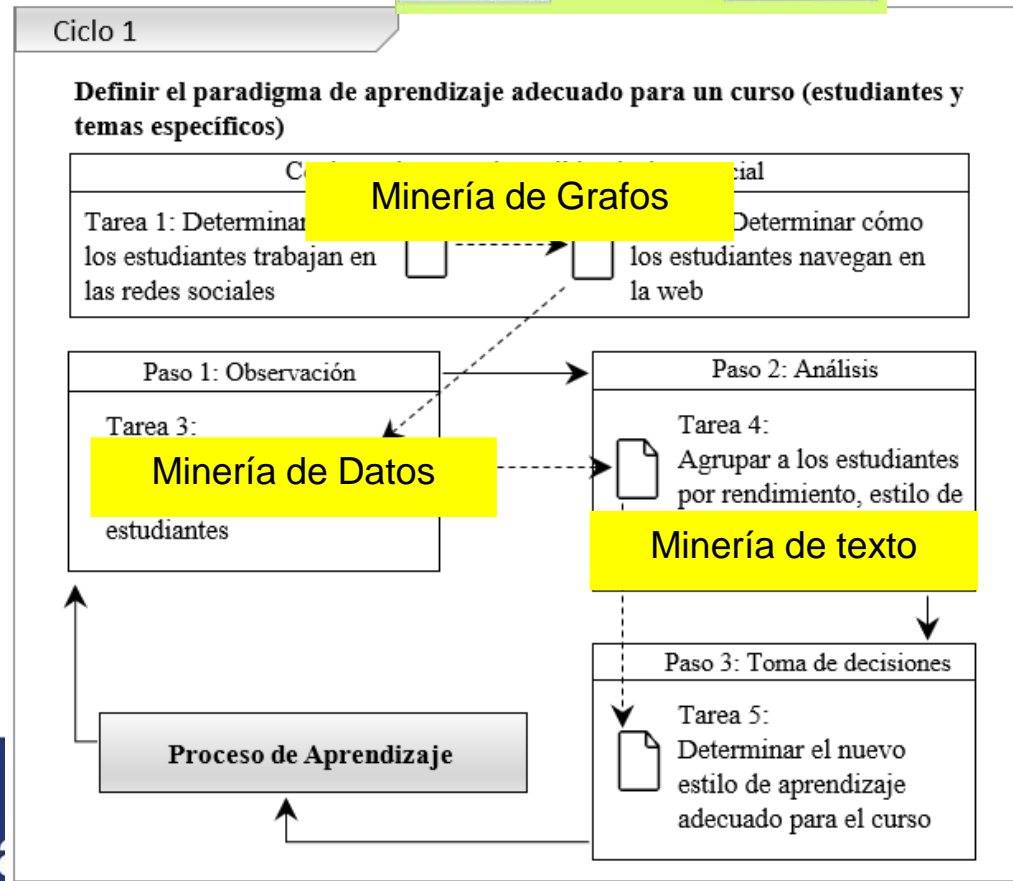 Ciclo 1
Definir el paradigma de aprendizaje adecuado para un curso (estudiantes y
temas específicos)
Minería de Grafos
Tarea 1: Determinar
los estudiantes trabajan en
las redes sociales
Determinar cómo
los estudiantes navegan en
la web
Paso 1: Observación
Tarea 3:
Minería de Datos
estudiantes
Paso 2: Análisis
Tarea 4:
Agrupar a los estudiantes
por rendimiento, estilo de
Minería de texto
Paso 3: Toma de decisiones
Tarea 5:
Determinar el nuevo
estilo de aprendizaje
adecuado para el curso
Proceso de Aprendizaje